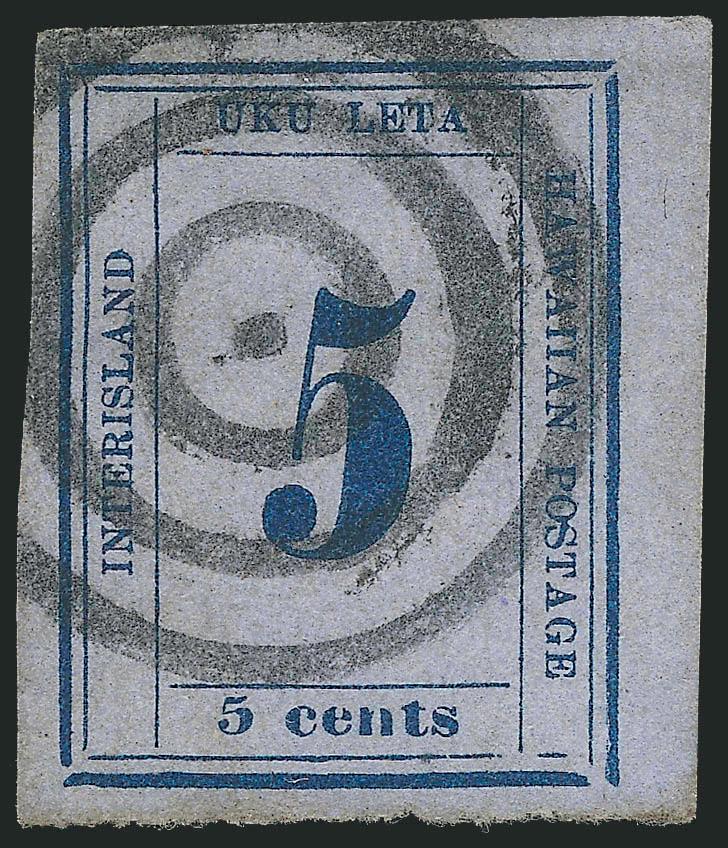 UKU LETA
INTERISLAND
HAWAIIAN POSTAGE
5
5 cents